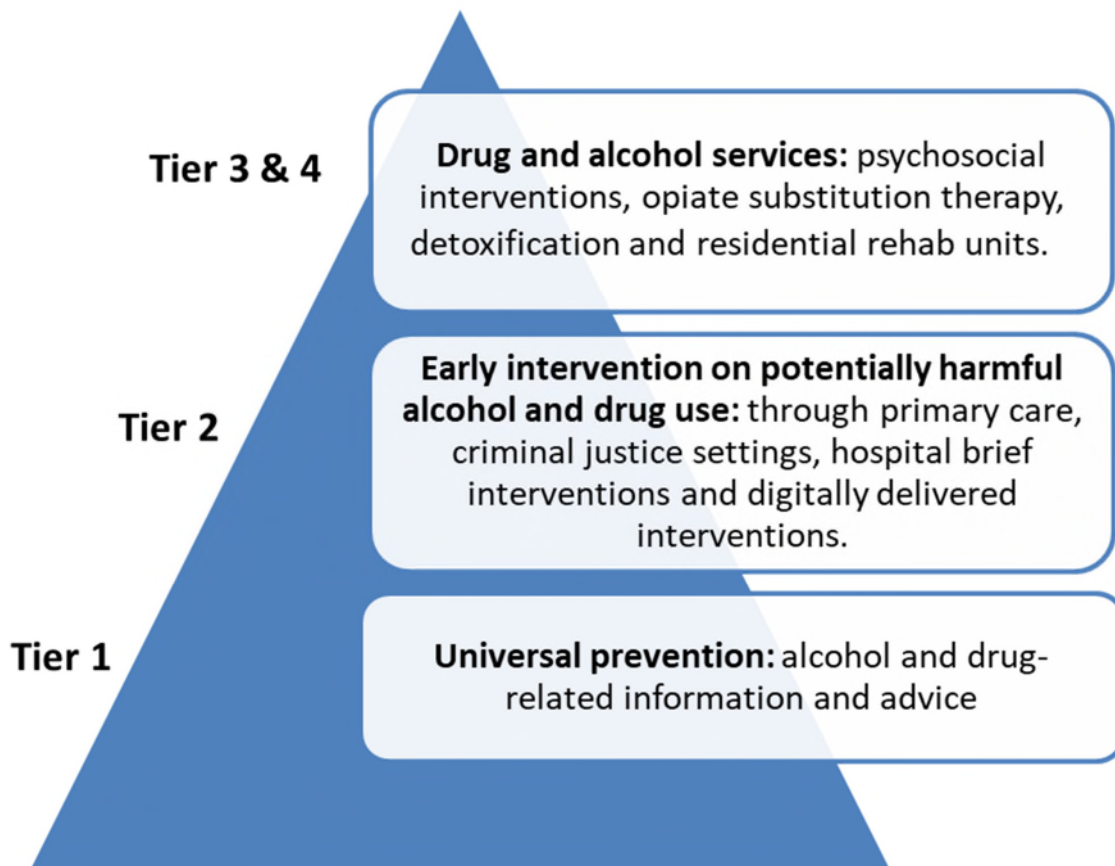 Tier 3 & 4
Drug and alcohol services: psychosocial
interventions, opiate substitution therapy,
detoxification and residential rehab units.
Tier 2
Early intervention on potentially harmful
alcohol and drug use: through primary care,
criminal justice settings, hospital brief
interventions and digitally delivered
interventions.
Tier 1
Universal prevention: alcohol and drug-
related information and advice